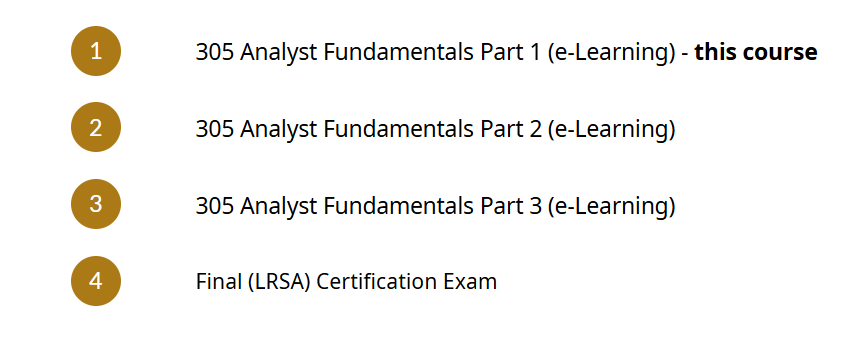 1 305 Analyst Fundamentals Part 1 (e-Learning) - this course
2 305 Analyst Fundamentals Part 2 (e-Learning)
3 305 Analyst Fundamentals Part 3 (e-Learning)
4 Final (LRSA) Certification Exam